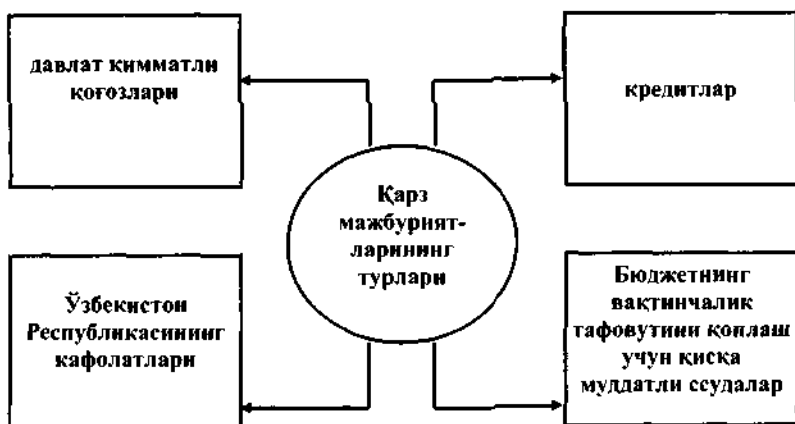 давлат қимматли
қоғозлари
кредитлар
Қарз
мажбурият-
ларининг
турлари
Ўзбекистон
Республикасининг
кафолатлари
Бюджетнинг
вақтинчалик
тафовутини қоплаш
учун қисқа
муддатли ссудалар